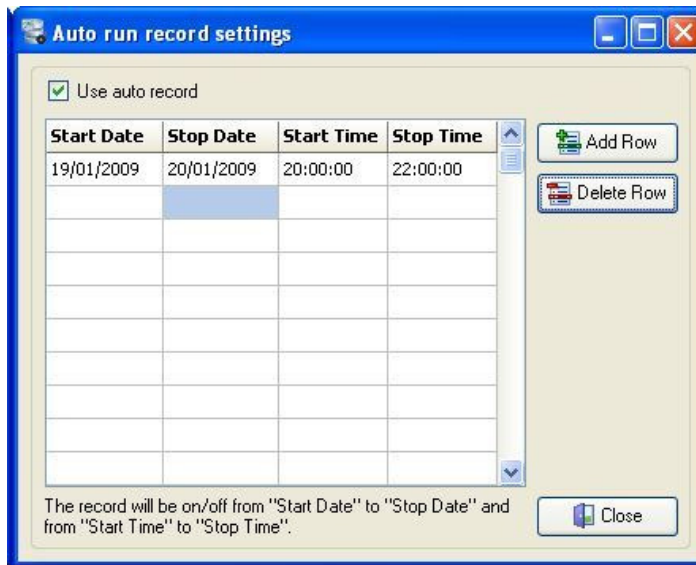 Auto run record settings
Use auto record
Start Date Stop Date Start Time Stop Time
19/01/2009 20/01/2009 20:00:00 22:00:00
Add Row
Delete Row
The record will be on/off from "Start Date" to "Stop Date" and
from "Start Time" to "Stop Time".
Close